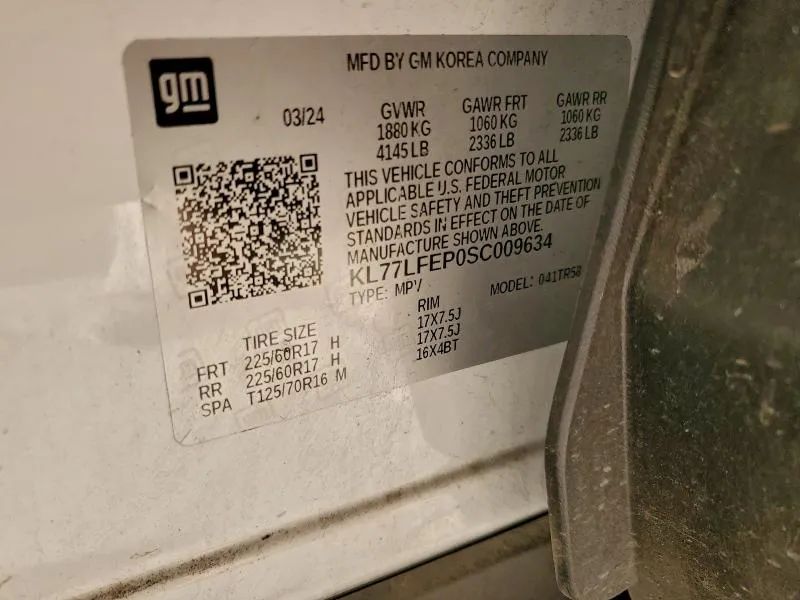 gm
MFD BY GM KOREA COMPANY
03/24
GVWR GAWR FRT GAWR RR
1880 KG 1060 KG 1060 KG
4145 LB 2336 LB 2336 LB
THIS VEHICLE CONFORMS TO ALL
APPLICABLE U.S. FEDERAL MOTOR
VEHICLE SAFETY AND THEFT PREVENTION
STANDARDS IN EFFECT ON THE DATE OF
MANUFACTURE SHOWN ABOVE.
KL77LFEP0SC009634
TYPE: MPV MODEL: 041TR58
TIRE SIZE RIM
FRT 225/60R17 H 17X7.5J
RR 225/60R17 H 17X7.5J
SPA T125/70R16 M 16X4BT